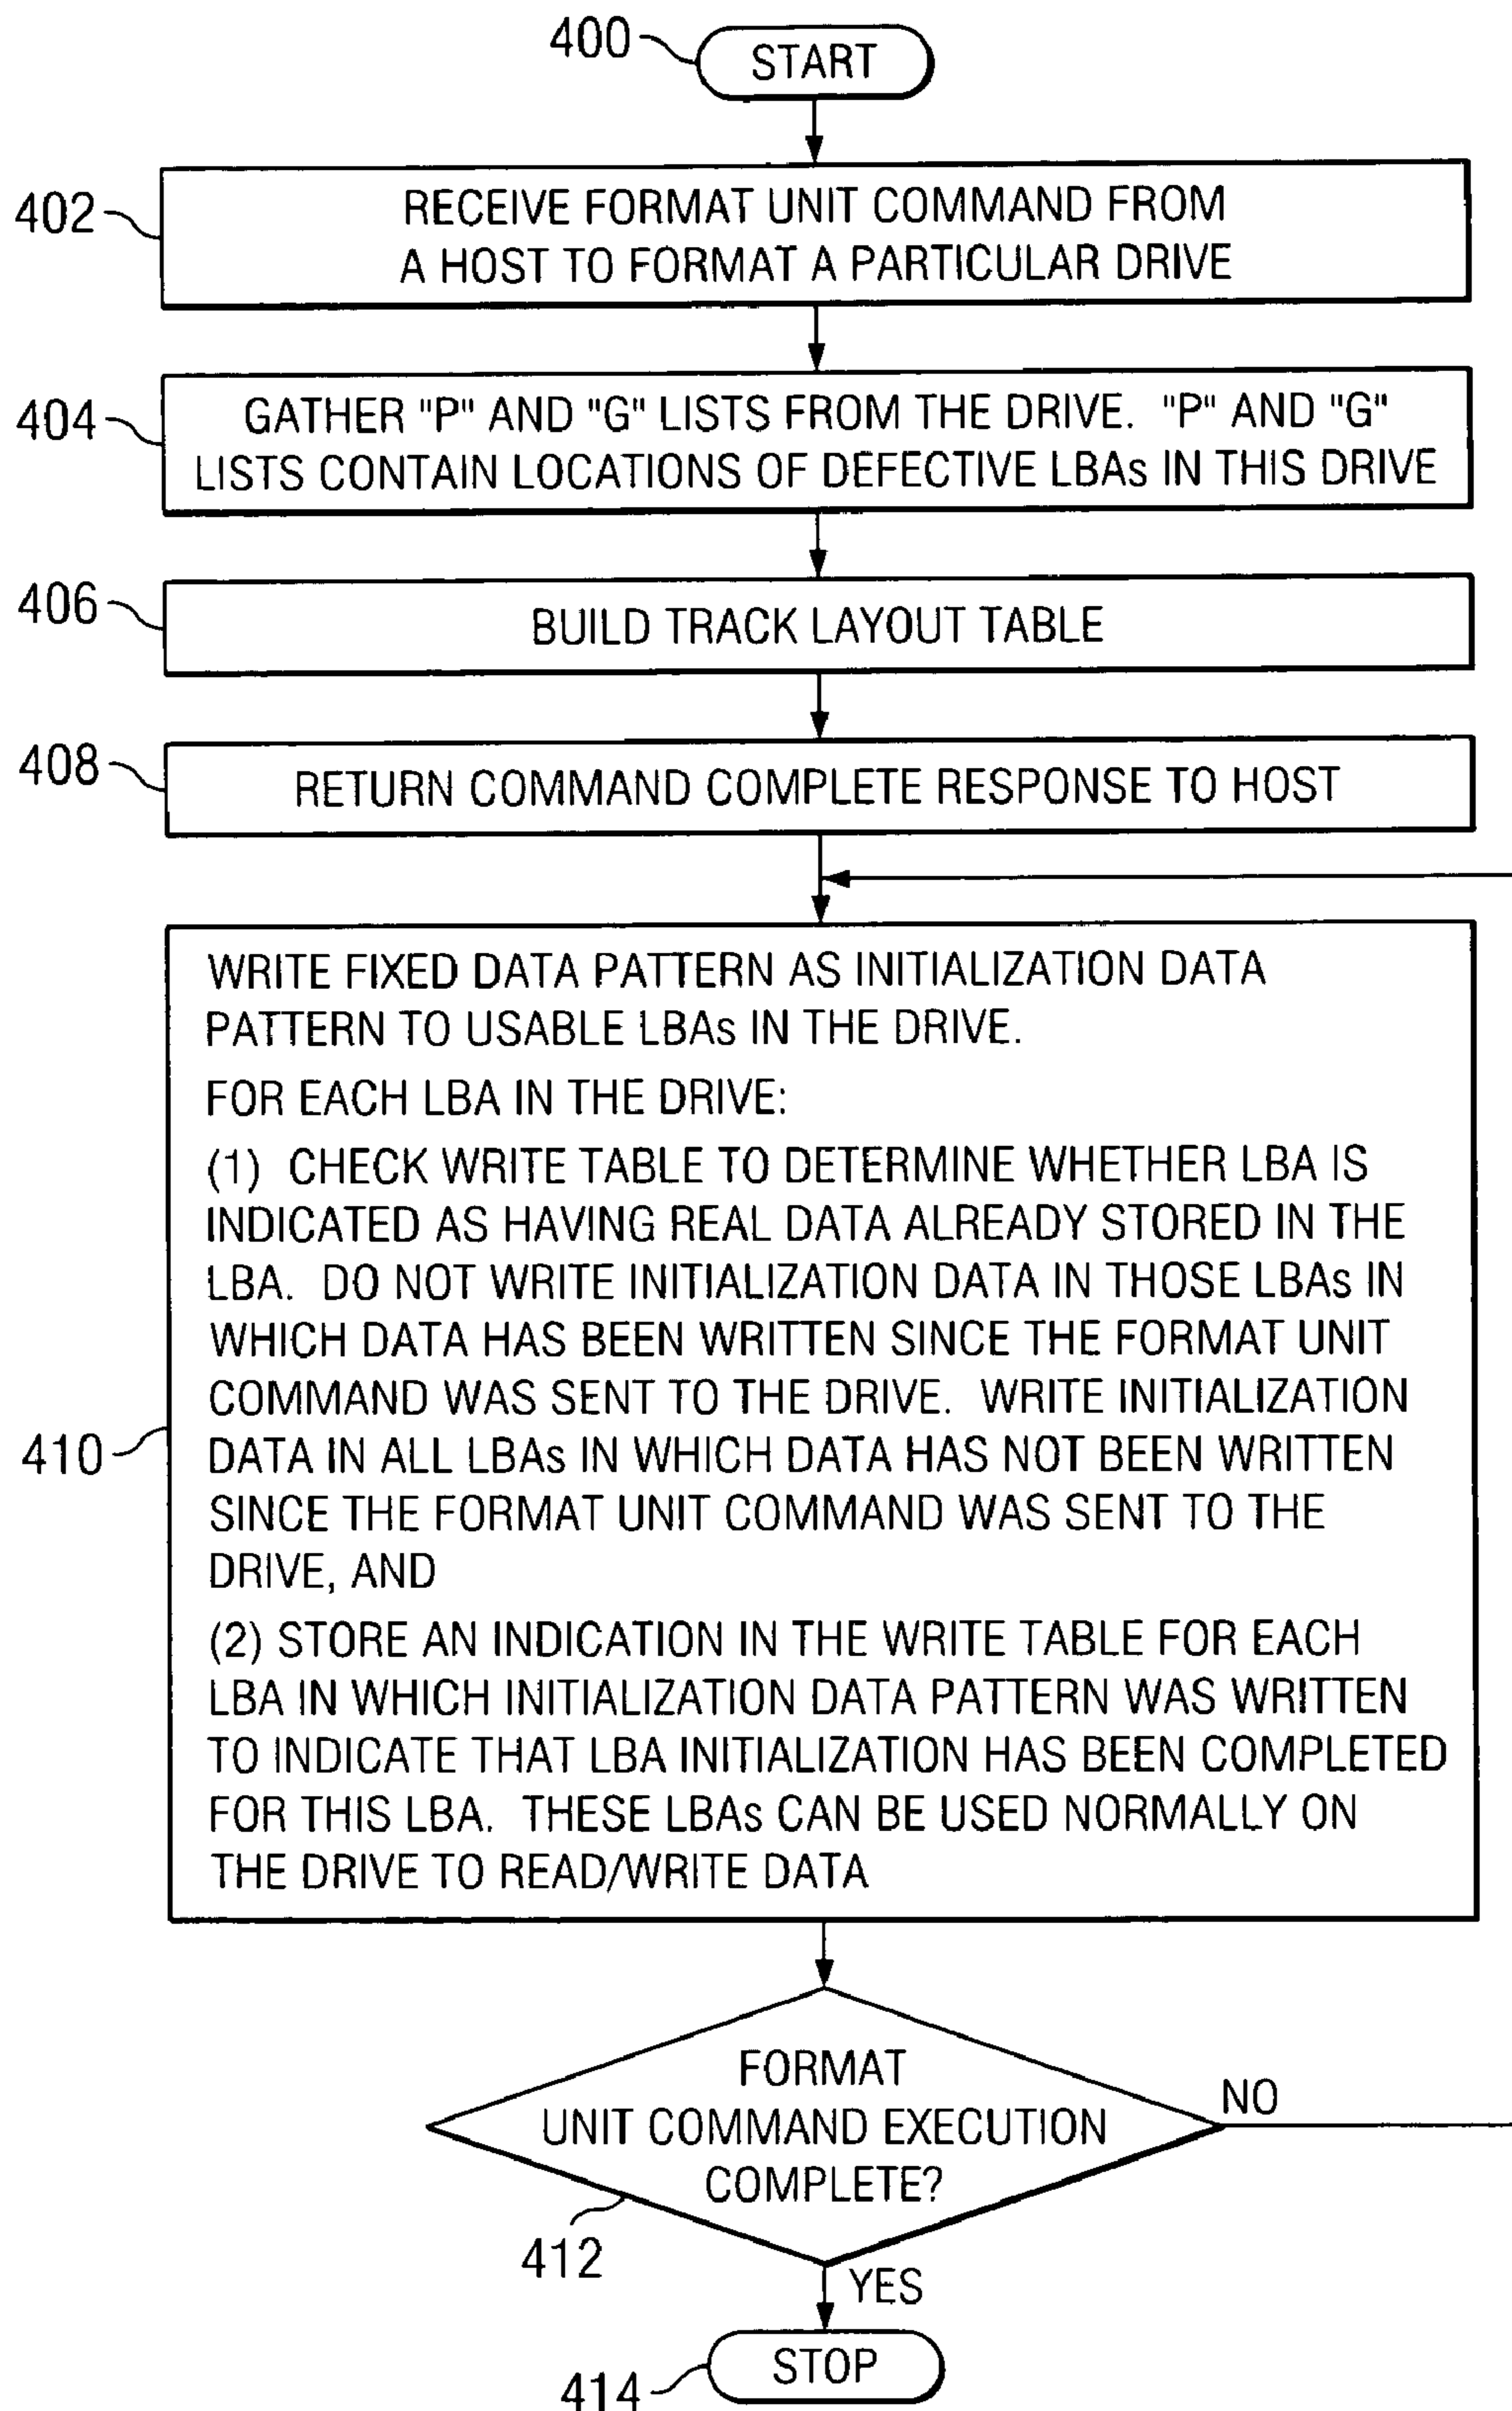 400
START
402
RECEIVE FORMAT UNIT COMMAND FROM
A HOST TO FORMAT A PARTICULAR DRIVE
404
GATHER "P" AND "G" LISTS FROM THE DRIVE. "P" AND "G"
LISTS CONTAIN LOCATIONS OF DEFECTIVE LBAs IN THIS DRIVE
406
BUILD TRACK LAYOUT TABLE
408
RETURN COMMAND COMPLETE RESPONSE TO HOST
WRITE FIXED DATA PATTERN AS INITIALIZATION DATA
PATTERN TO USABLE LBAs IN THE DRIVE.
FOR EACH LBA IN THE DRIVE:
(1) CHECK WRITE TABLE TO DETERMINE WHETHER LBA IS
INDICATED AS HAVING REAL DATA ALREADY STORED IN THE
LBA. DO NOT WRITE INITIALIZATION DATA IN THOSE LBAs IN
WHICH DATA HAS BEEN WRITTEN SINCE THE FORMAT UNIT
COMMAND WAS SENT TO THE DRIVE. WRITE INITIALIZATION
410
DATA IN ALL LBAs IN WHICH DATA HAS NOT BEEN WRITTEN
SINCE THE FORMAT UNIT COMMAND WAS SENT TO THE
DRIVE, AND
(2) STORE AN INDICATION IN THE WRITE TABLE FOR EACH
LBA IN WHICH INITIALIZATION DATA PATTERN WAS WRITTEN
TO INDICATE THAT LBA INITIALIZATION HAS BEEN COMPLETED
FOR THIS LBA. THESE LBAs CAN BE USED NORMALLY ON
THE DRIVE TO READ/WRITE DATA
FORMAT
UNIT COMMAND EXECUTION
COMPLETE?
NO
412
YES
STOP
414